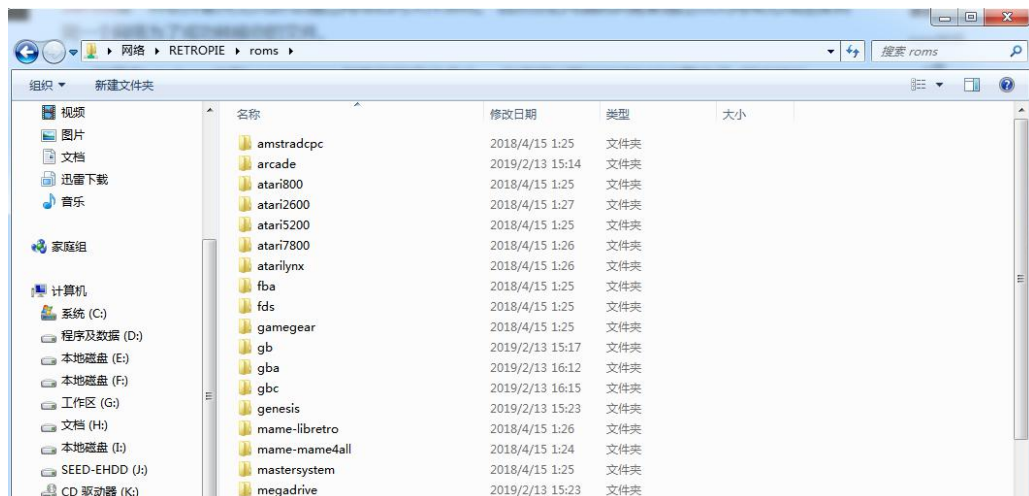 网络 ▸ RETROPIE ▸ roms ▸
搜索 roms
组织 新建文件夹
视频
图片
文档
迅雷下载
音乐
家庭组
计算机
系统 (C:)
程序及数据 (D:)
本地磁盘 (E:)
本地磁盘 (F:)
工作区 (G:)
文档 (H:)
本地磁盘 (I:)
SEED-EHDD (J:)
CD 驱动器 (K:)
名称 修改日期 类型 大小
amstradcpc 2018/4/15 1:25 文件夹
arcade 2019/2/13 15:14 文件夹
atari800 2018/4/15 1:25 文件夹
atari2600 2018/4/15 1:27 文件夹
atari5200 2018/4/15 1:25 文件夹
atari7800 2018/4/15 1:26 文件夹
atarilynx 2018/4/15 1:26 文件夹
fba 2018/4/15 1:25 文件夹
fds 2018/4/15 1:25 文件夹
gamegear 2018/4/15 1:25 文件夹
gb 2019/2/13 15:17 文件夹
gba 2019/2/13 16:12 文件夹
gbc 2019/2/13 16:15 文件夹
genesis 2019/2/13 15:23 文件夹
mame-libretro 2018/4/15 1:26 文件夹
mame-mame4all 2018/4/15 1:24 文件夹
mastersystem 2018/4/15 1:25 文件夹
megadrive 2019/2/13 15:23 文件夹